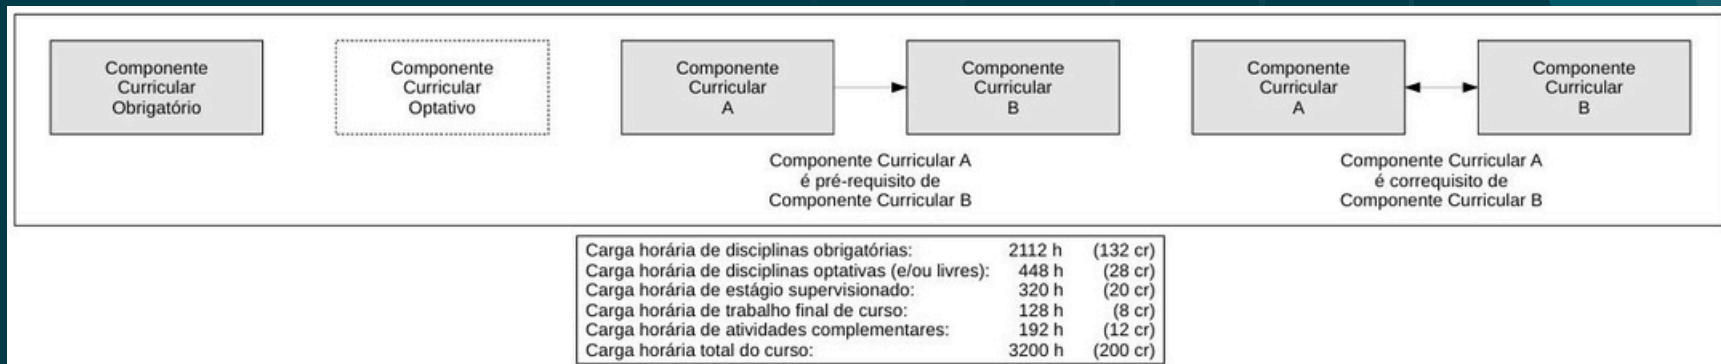 Componente
Curricular
Obrigatório
Componente
Curricular
Optativo
Componente
Curricular
A
Componente
Curricular
B
Componente Curricular A
é pré-requisito de
Componente Curricular B
Componente
Curricular
A
Componente
Curricular
B
Componente Curricular A
é correquisito de
Componente Curricular B
Carga horária de disciplinas obrigatórias: 2112 h (132 cr)
Carga horária de disciplinas optativas (e/ou livres): 448 h (28 cr)
Carga horária de estágio supervisionado: 320 h (20 cr)
Carga horária de trabalho final de curso: 128 h (8 cr)
Carga horária de atividades complementares: 192 h (12 cr)
Carga horária total do curso: 3200 h (200 cr)